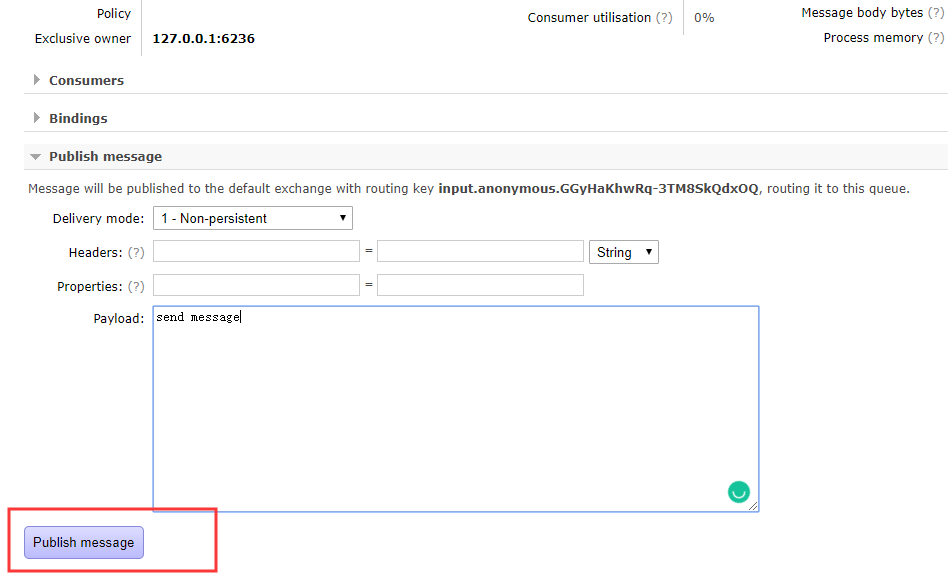 Policy
Consumer utilisation (?) 0%
Message body bytes (?)
Exclusive owner 127.0.0.1:6236
Process memory (?)
Consumers
Bindings
Publish message
Message will be published to the default exchange with routing key input.anonymous.GGyHaKhwRq-3TM8SkQdxOQ, routing it to this queue.
Delivery mode: 1 - Non-persistent
Headers: (?) = String
Properties: (?) =
Payload: send message
Publish message